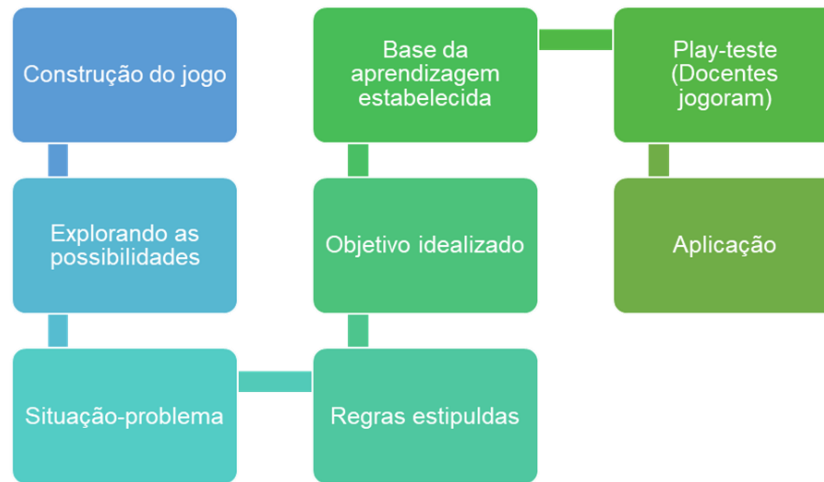 Construção do jogo
Explorando as
possibilidades
Situação-problema
Regras estipuldas
Objetivo idealizado
Base da
aprendizagem
estabelecida
Play-teste
(Docentes
jogoram)
Aplicação